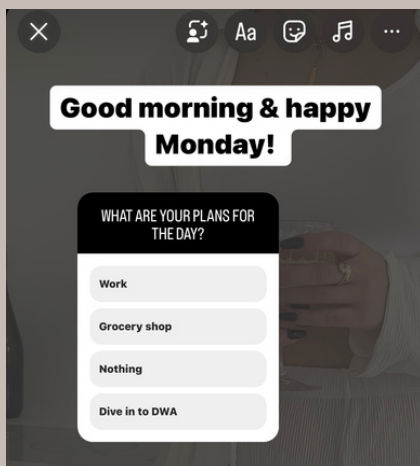 Aa
Good morning & happy
Monday!
WHAT ARE YOUR PLANS FOR
THE DAY?
Work
Grocery shop
Nothing
Dive in to DWA